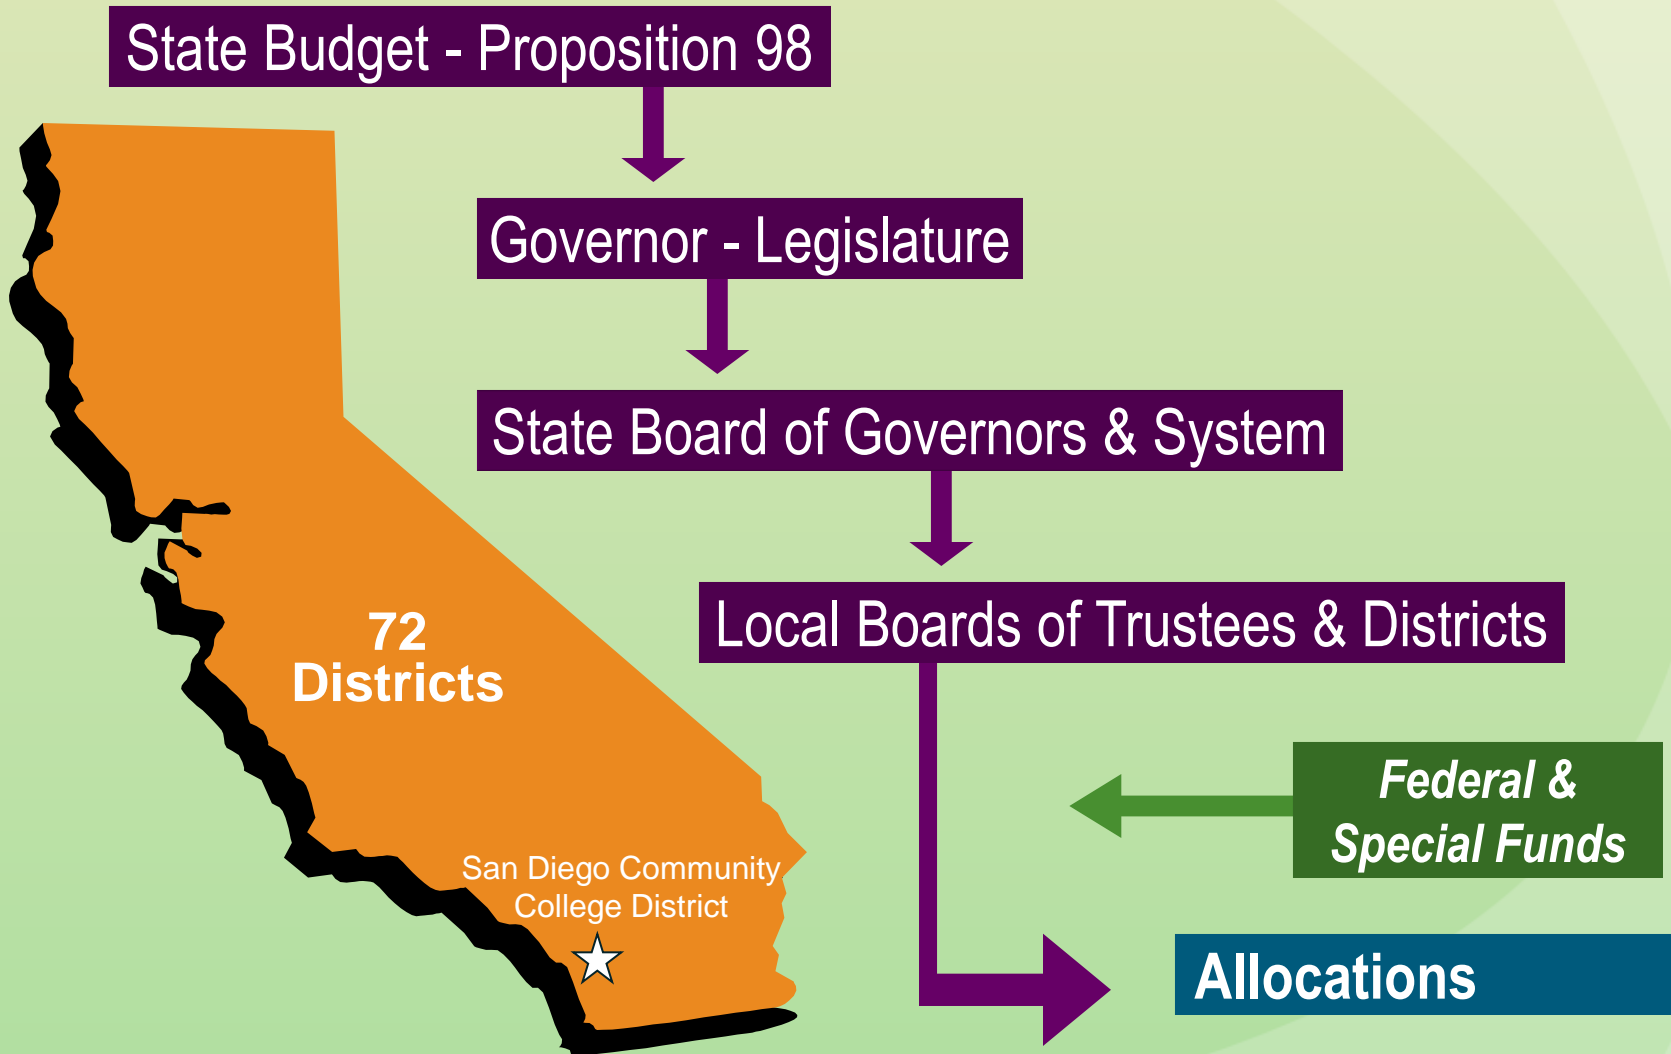 State Budget - Proposition 98
Governor - Legislature
State Board of Governors & System
Local Boards of Trustees & Districts
72
Districts
Federal &
Special Funds
San Diego Community
College District
Allocations